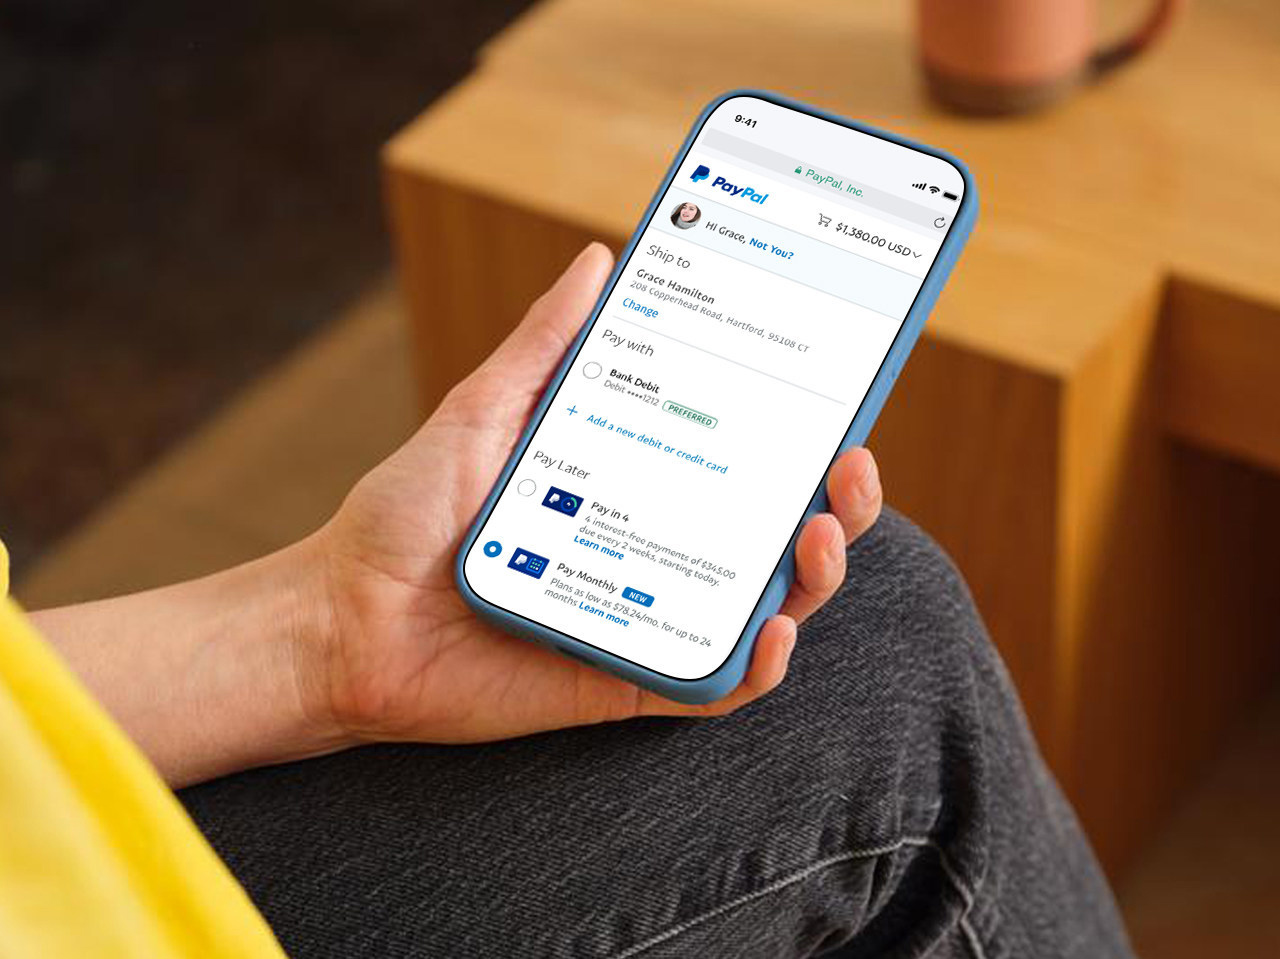 9:41
PayPal, Inc.
PayPal
$1,380.00 USD
Hi Grace, Not You?
Ship to
Grace Hamilton
208 Copperhead Road, Hartford, 95108 CT
Change
Pay with
Bank Debit
Debit ••••1212 PREFERRED
+ Add a new debit or credit card
Pay Later
Pay in 4
4 interest-free payments of $345.00
due every 2 weeks, starting today.
Learn more
Pay Monthly NEW
Plans as low as $78.24/mo. for up to 24
months Learn more